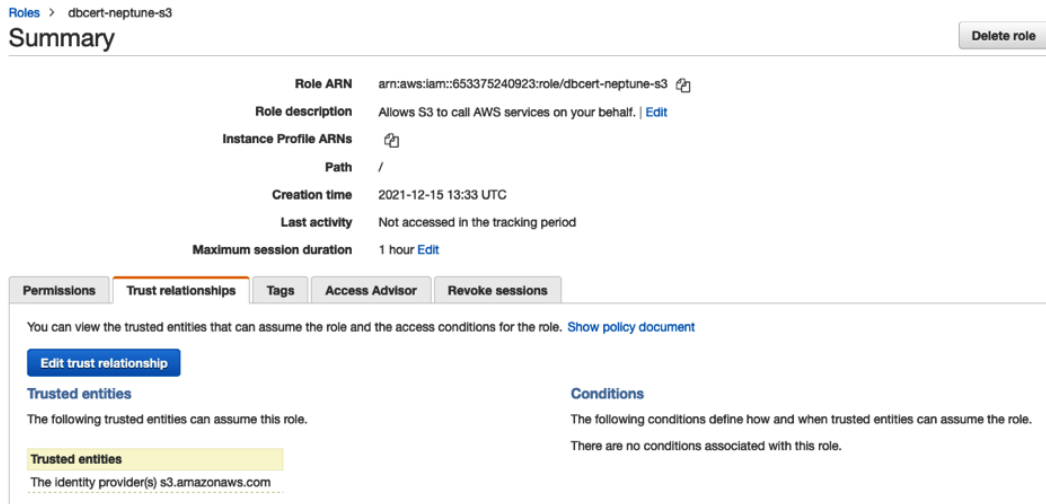 Roles > dbcert-neptune-s3
Summary
Delete role
Role ARN arn:aws:iam::653375240923:role/dbcert-neptune-s3
Role description Allows S3 to call AWS services on your behalf. | Edit
Instance Profile ARNs
Path /
Creation time 2021-12-15 13:33 UTC
Last activity Not accessed in the tracking period
Maximum session duration 1 hour Edit
Permissions Trust relationships Tags Access Advisor Revoke sessions
You can view the trusted entities that can assume the role and the access conditions for the role. Show policy document
Edit trust relationship
Trusted entities
The following trusted entities can assume this role.
Trusted entities
The identity provider(s) s3.amazonaws.com
Conditions
The following conditions define how and when trusted entities can assume the role.
There are no conditions associated with this role.